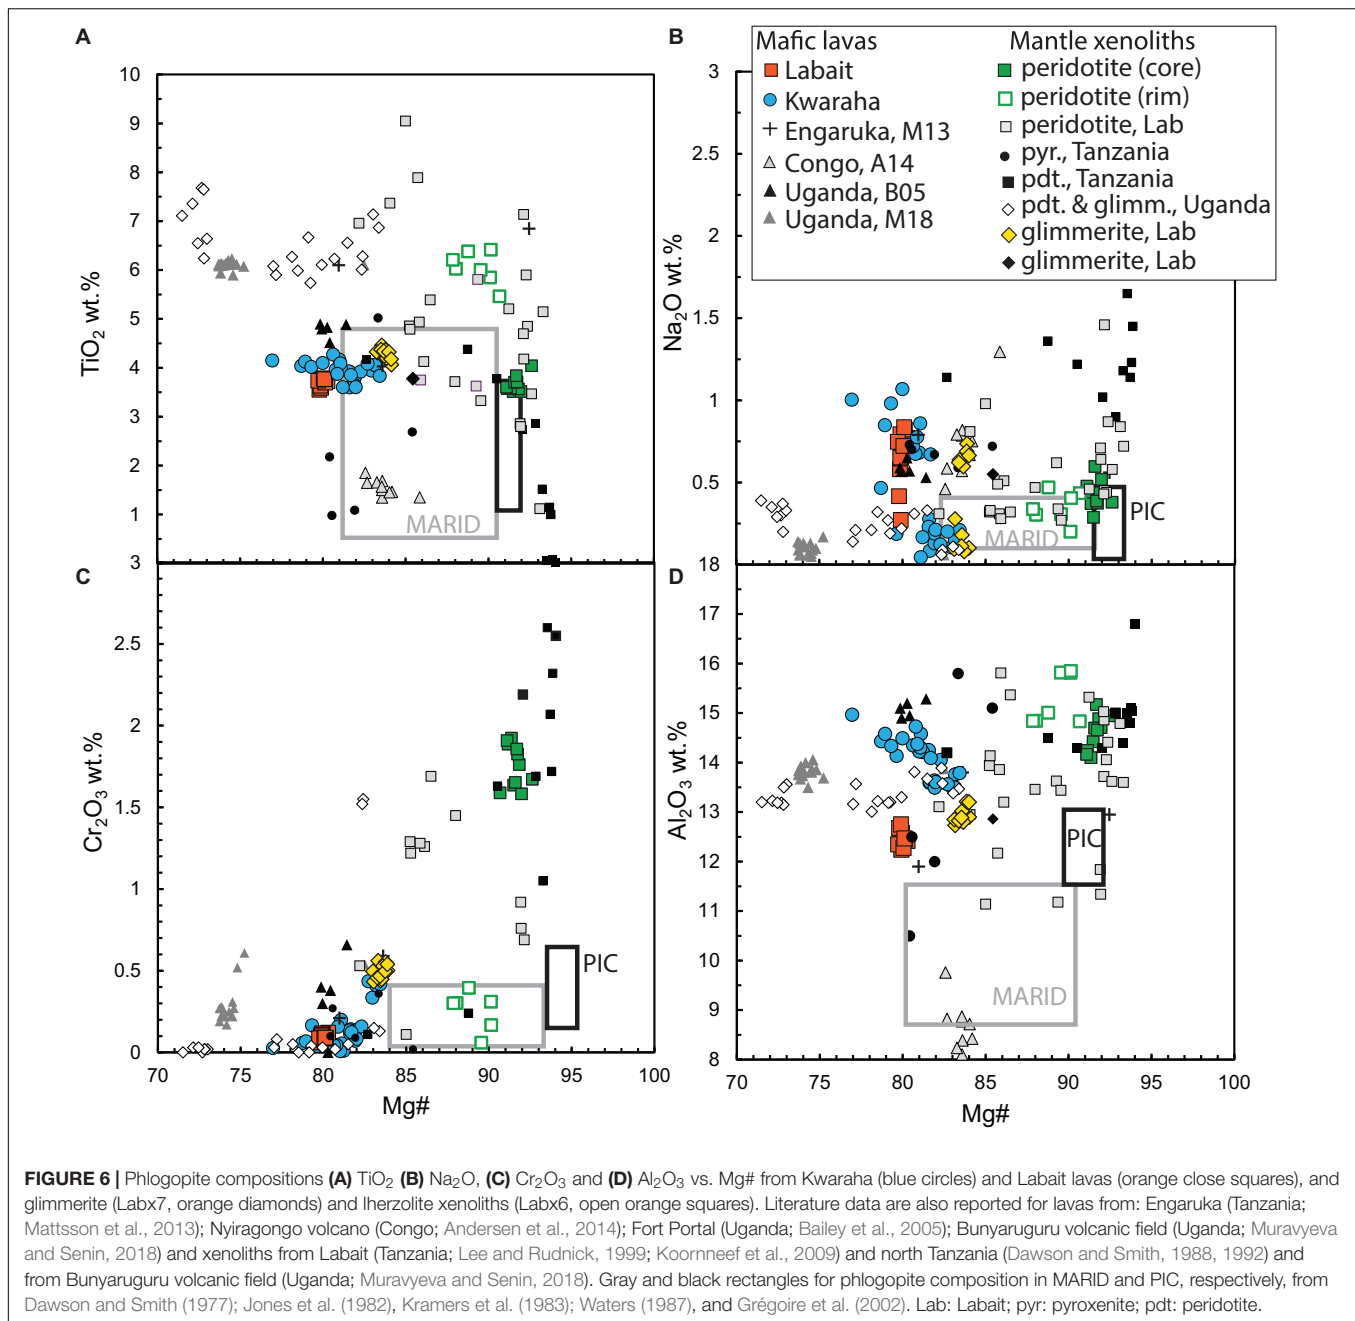 A
10
9
8
7
6
5
4
3
2
1
3
TiO2 wt.%
MARID
B
3
2.5
2
1.5
1
0.5
18
Na2O wt.%
MARID
PIC
Mafic lavas
Labait
Kwaraha
Engaruka, M13
Congo, A14
Uganda, B05
Uganda, M18
Mantle xenoliths
peridotite (core)
peridotite (rim)
peridotite, Lab
pyr., Tanzania
pdt., Tanzania
pdt. & glimm., Uganda
glimmerite, Lab
glimmerite, Lab
C
2.5
2
1.5
1
0.5
0
Cr2O3 wt.%
PIC
70 75 80 85 90 95 100
Mg#
D
17
16
15
14
13
12
11
10
9
8
Al2O3 wt.%
PIC
MARID
70 75 80 85 90 95 100
Mg#
FIGURE 6 | Phlogopite compositions (A) TiO2 (B) Na2O, (C) Cr2O3 and (D) Al2O3 vs. Mg# from Kwaraha (blue circles) and Labait lavas (orange close squares), and
glimmerite (Labx7, orange diamonds) and lherzolite xenoliths (Labx6, open orange squares). Literature data are also reported for lavas from: Engaruka (Tanzania;
Mattsson et al., 2013); Nyiragongo volcano (Congo; Andersen et al., 2014); Fort Portal (Uganda; Bailey et al., 2005); Bunyaruguru volcanic field (Uganda; Muravyeva
and Senin, 2018) and xenoliths from Labait (Tanzania; Lee and Rudnick, 1999; Koornneef et al., 2009) and north Tanzania (Dawson and Smith, 1988, 1992) and
from Bunyaruguru volcanic field (Uganda; Muravyeva and Senin, 2018). Gray and black rectangles for phlogopite composition in MARID and PIC, respectively, from
Dawson and Smith (1977); Jones et al. (1982), Kramers et al. (1983); Waters (1987), and Grégoire et al. (2002). Lab: Labait; pyr: pyroxenite; pdt: peridotite.